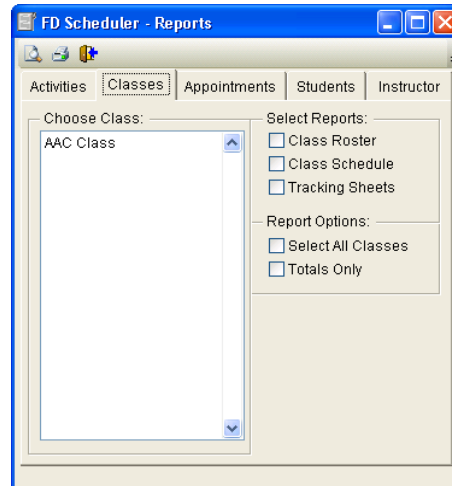 FD Scheduler - Reports
Activities Classes Appointments Students Instructor
Choose Class:
AAC Class
Select Reports:
Class Roster
Class Schedule
Tracking Sheets
Report Options:
Select All Classes
Totals Only